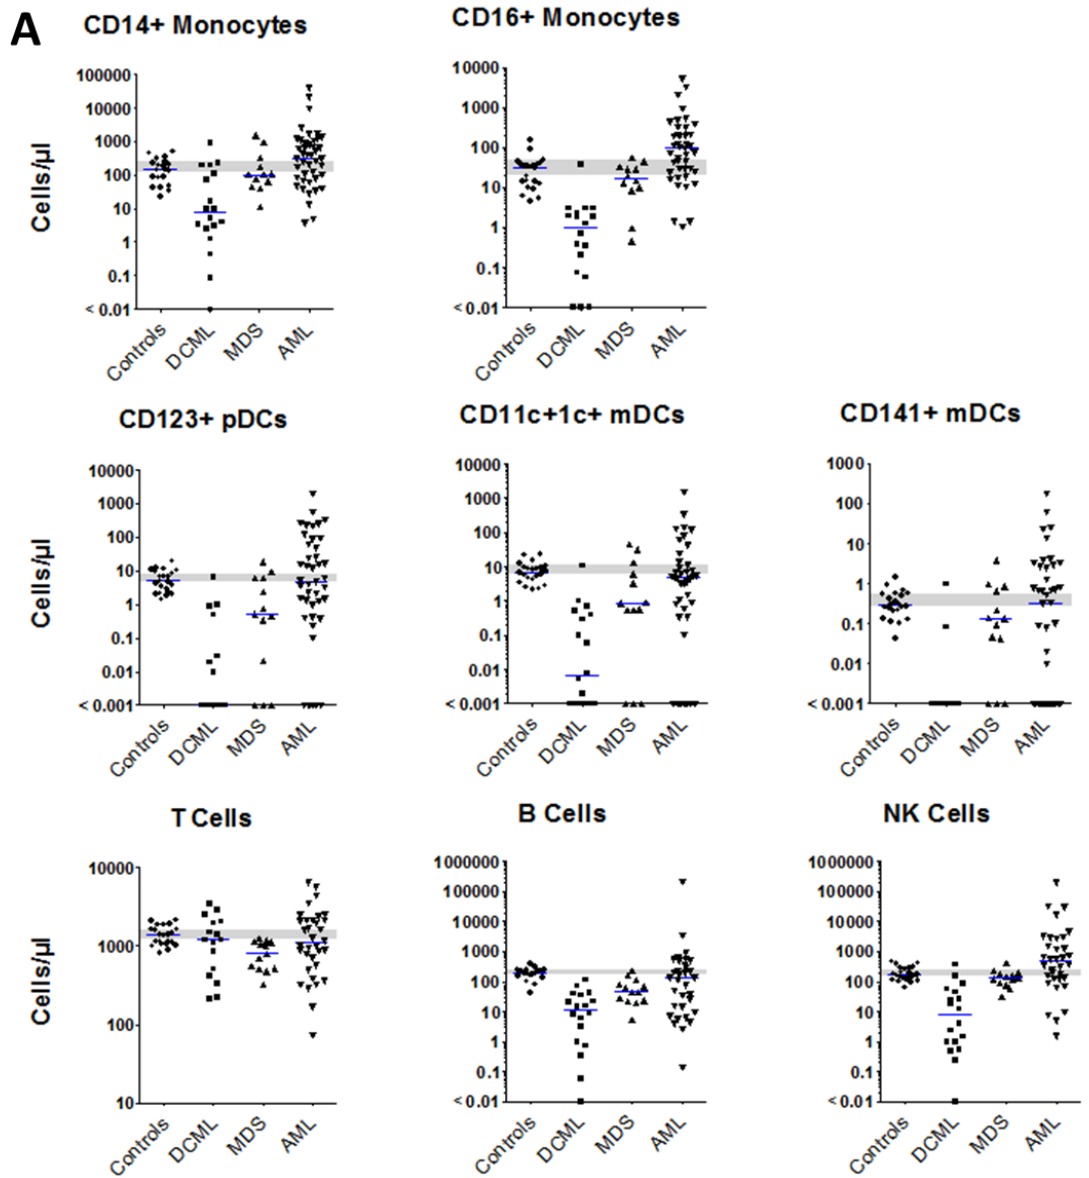 A
CD14+ Monocytes
CD16+ Monocytes
Cells/µl
100000
10000
1000
100
10
1
0.1
< 0.01
Controls
DCML
MDS
AML
10000
1000
100
10
1
0.1
< 0.01
Controls
DCML
MDS
AML
CD123+ pDCs
CD11c+1c+ mDCs
CD141+ mDCs
Cells/µl
10000
1000
100
10
1
0.1
0.01
< 0.001
Controls
DCML
MDS
AML
10000
1000
100
10
1
0.1
0.01
< 0.001
Controls
DCML
MDS
AML
1000
100
10
1
0.1
0.01
< 0.001
Controls
DCML
MDS
AML
T Cells
B Cells
NK Cells
Cells/µl
10000
1000
100
10
Controls
DCML
MDS
AML
1000000
100000
10000
1000
100
10
1
0.1
< 0.01
Controls
DCML
MDS
AML
1000000
100000
10000
1000
100
10
1
0.1
< 0.01
Controls
DCML
MDS
AML